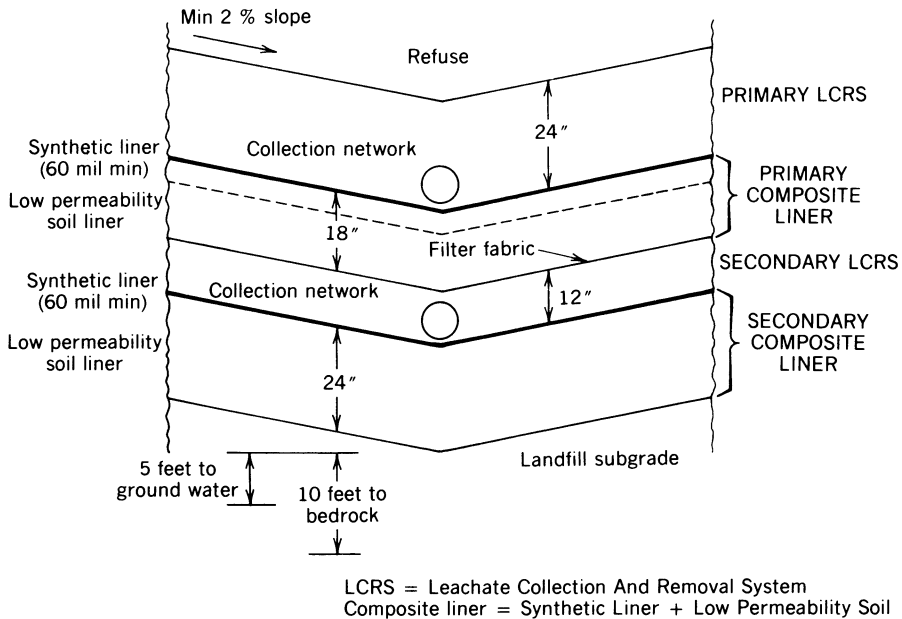 Min 2 % slope
Refuse
PRIMARY LCRS
24″
Synthetic liner
(60 mil min)
Collection network
PRIMARY
COMPOSITE
LINER
Low permeability
soil liner
18″
Filter fabric
SECONDARY LCRS
Synthetic liner
(60 mil min)
Collection network
12″
SECONDARY
COMPOSITE
LINER
Low permeability
soil liner
24″
Landfill subgrade
5 feet to
ground water
10 feet to
bedrock
LCRS = Leachate Collection And Removal System
Composite liner = Synthetic Liner + Low Permeability Soil